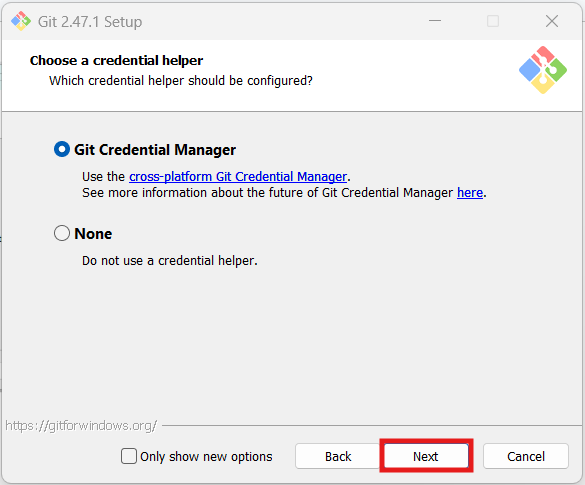 Git 2.47.1 Setup
Choose a credential helper
Which credential helper should be configured?
Git Credential Manager
Use the cross-platform Git Credential Manager.
See more information about the future of Git Credential Manager here.
None
Do not use a credential helper.
https://gitforwindows.org/
Only show new options
Back
Next
Cancel